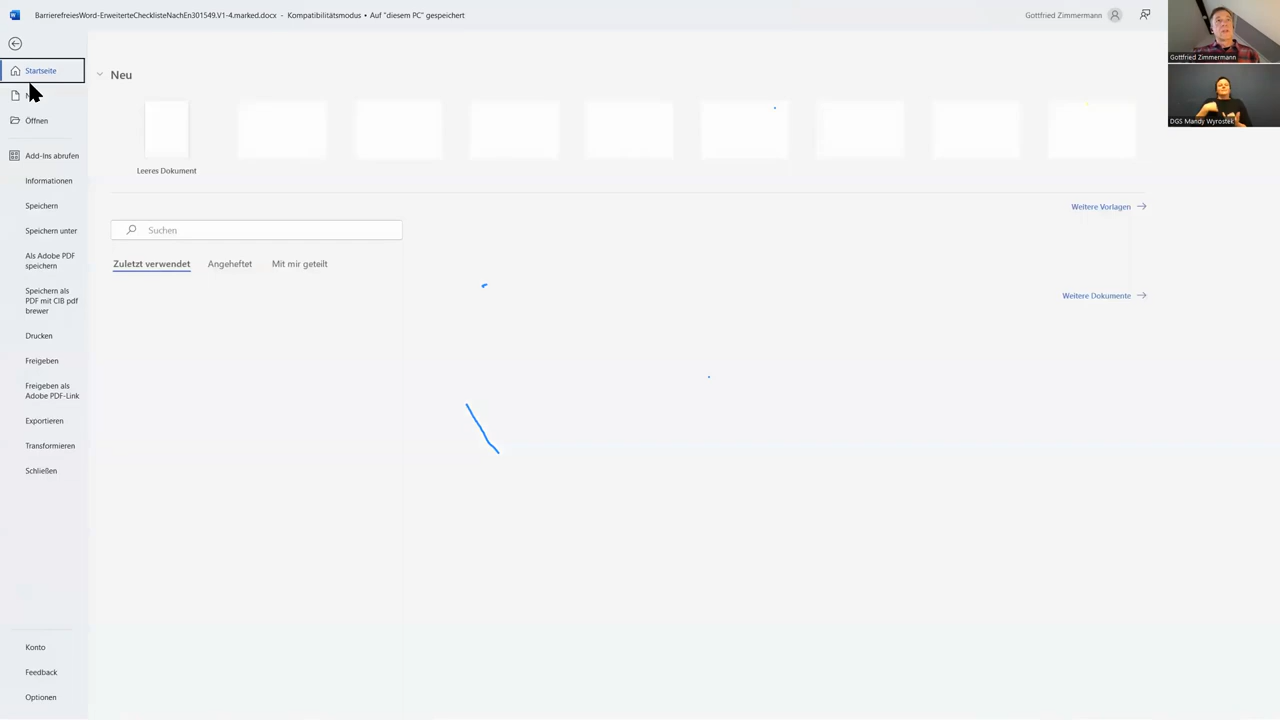 BarrierefreiesWord-ErweiterteChecklisteNachEn301549.V1-4.marked.docx - Kompatibilitätsmodus • Auf "diesem PC" gespeichert
Gottfried Zimmermann
Gottfried Zimmermann
DGS Mandy Wyrostek
Startseite
Öffnen
Add-Ins abrufen
Informationen
Speichern
Speichern unter
Als Adobe PDF
speichern
Speichern als
PDF mit CIB pdf
brewer
Drucken
Freigeben
Freigeben als
Adobe PDF-Link
Exportieren
Transformieren
Schließen
Konto
Feedback
Optionen
Neu
Leeres Dokument
Weitere Vorlagen
Suchen
Zuletzt verwendet Angeheftet Mit mir geteilt
Weitere Dokumente